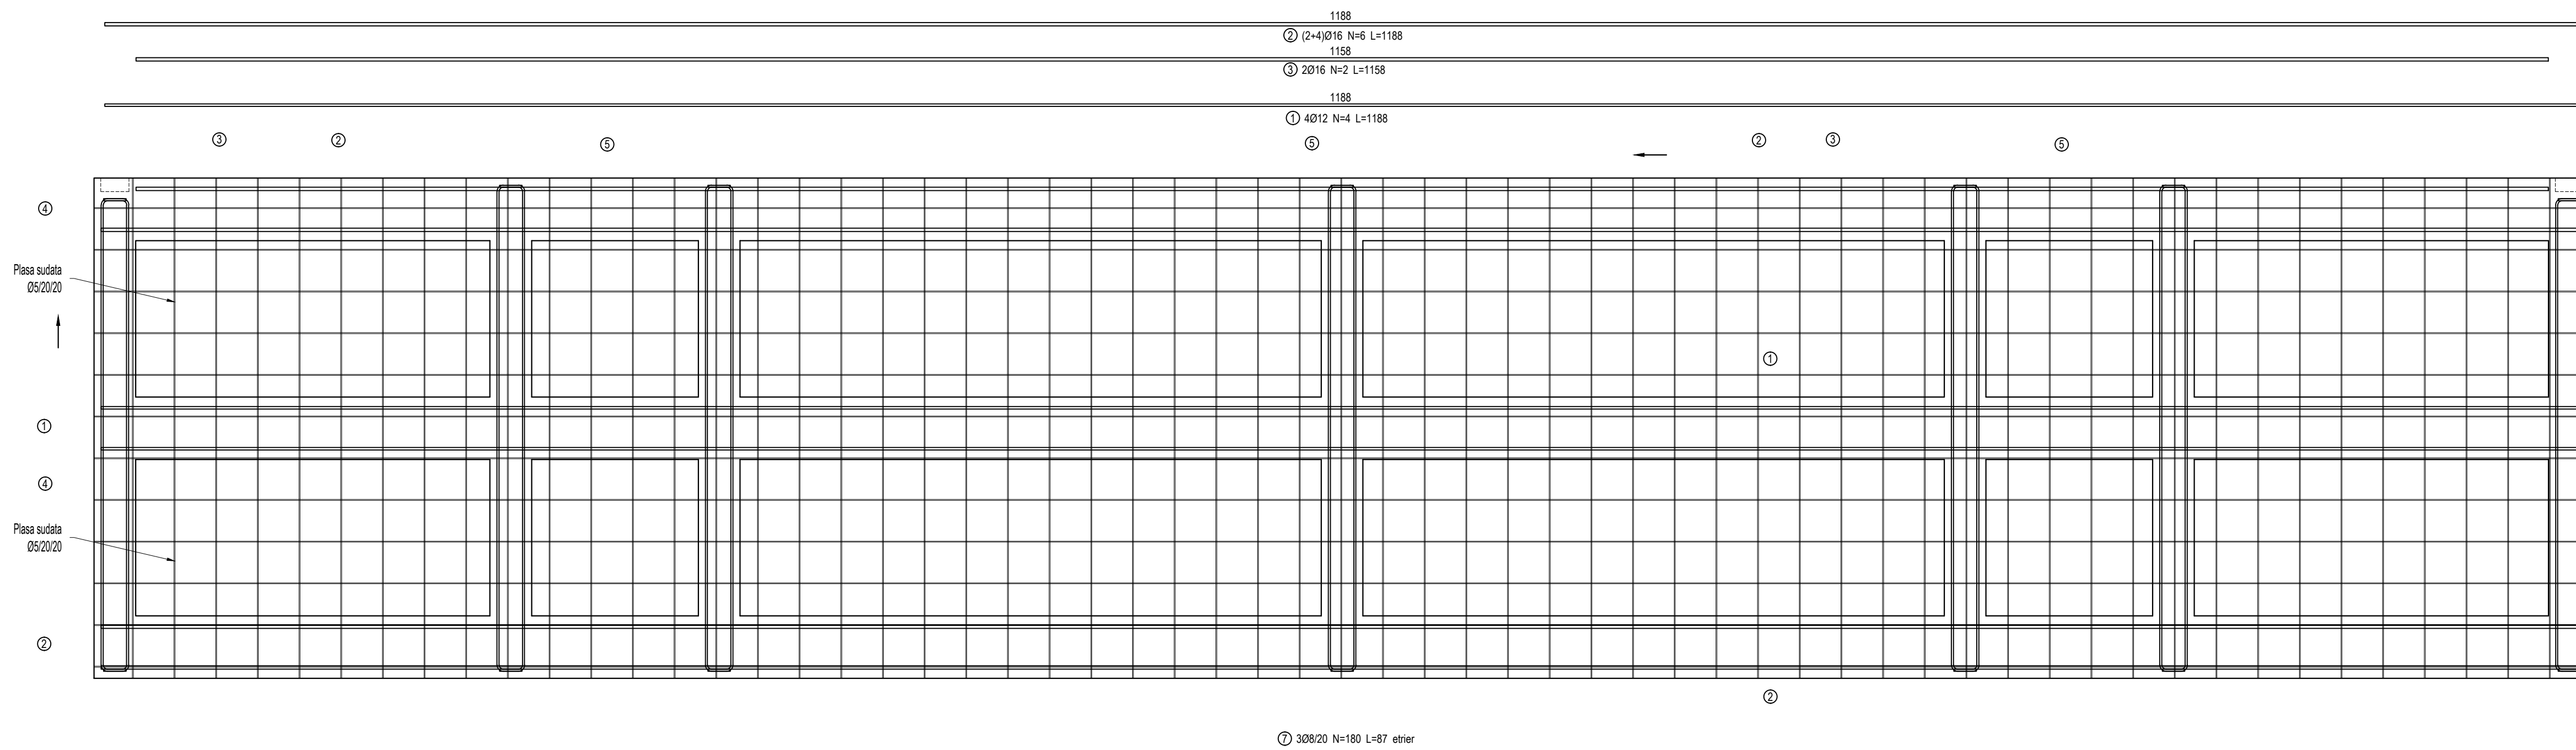 1188
② (2+4)Ø16 N=6 L=1188
1158
③ 2Ø16 N=2 L=1158
1188
① 4Ø12 N=4 L=1188
③ ② ⑤ ⑤ ② ③ ⑤
④
Plasa sudata
Ø5/20/20
①
①
④
Plasa sudata
Ø5/20/20
②
②
⑦ 3Ø8/20 N=180 L=87 etrier